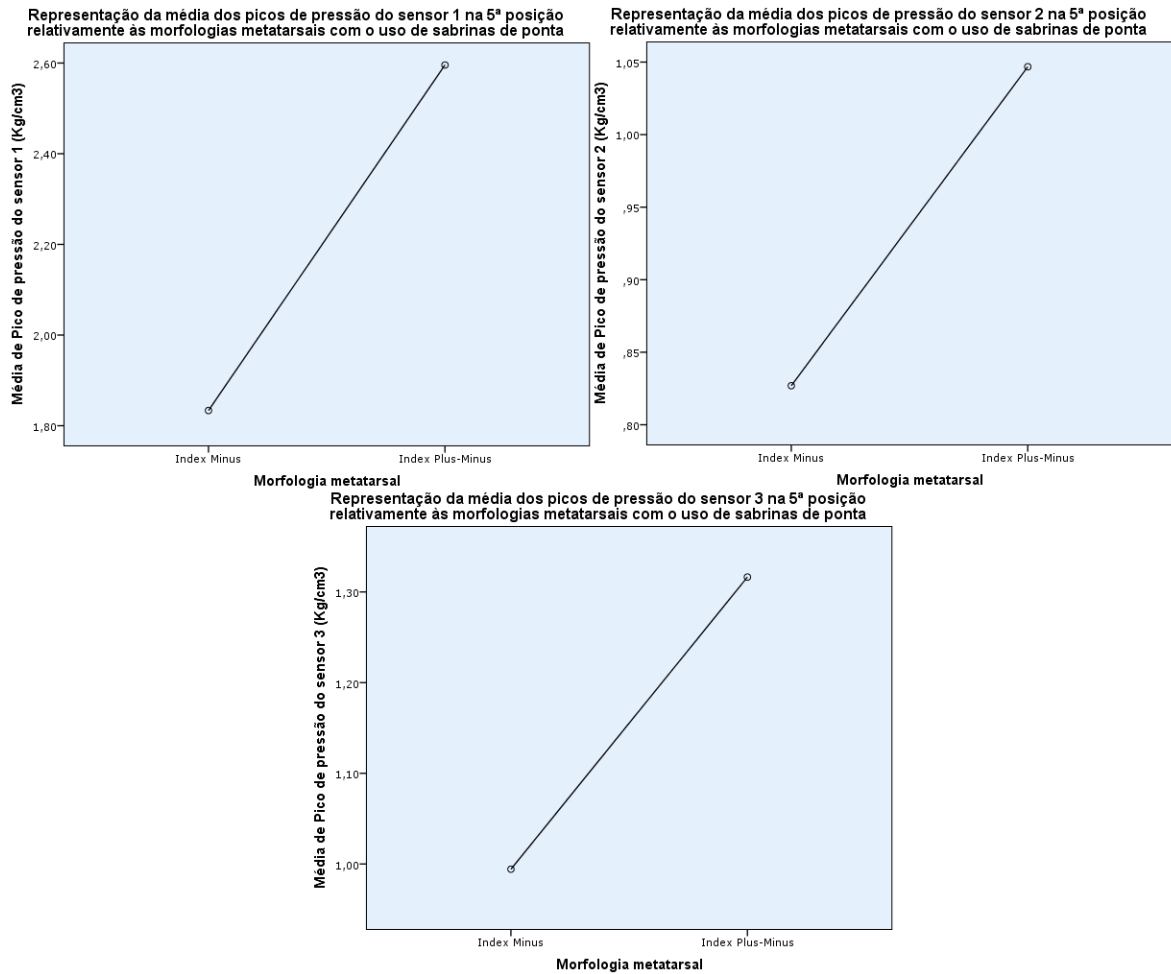 Representação da média dos picos de pressão do sensor 1 na 5ª posição
relativamente às morfologias metatarsais com o uso de sabrinas de ponta
Média de Pico de pressão do sensor 1 (Kg/cm3)
2,60
2,40
2,20
2,00
1,80
Index Minus
Index Plus-Minus
Morfologia metatarsal
Representação da média dos picos de pressão do sensor 2 na 5ª posição
relativamente às morfologias metatarsais com o uso de sabrinas de ponta
Média de Pico de pressão do sensor 2 (Kg/cm3)
1,05
1,00
,95
,90
,85
,80
Index Minus
Index Plus-Minus
Morfologia metatarsal
Representação da média dos picos de pressão do sensor 3 na 5ª posição
relativamente às morfologias metatarsais com o uso de sabrinas de ponta
Média de Pico de pressão do sensor 3 (Kg/cm3)
1,30
1,20
1,10
1,00
Index Minus
Index Plus-Minus
Morfologia metatarsal